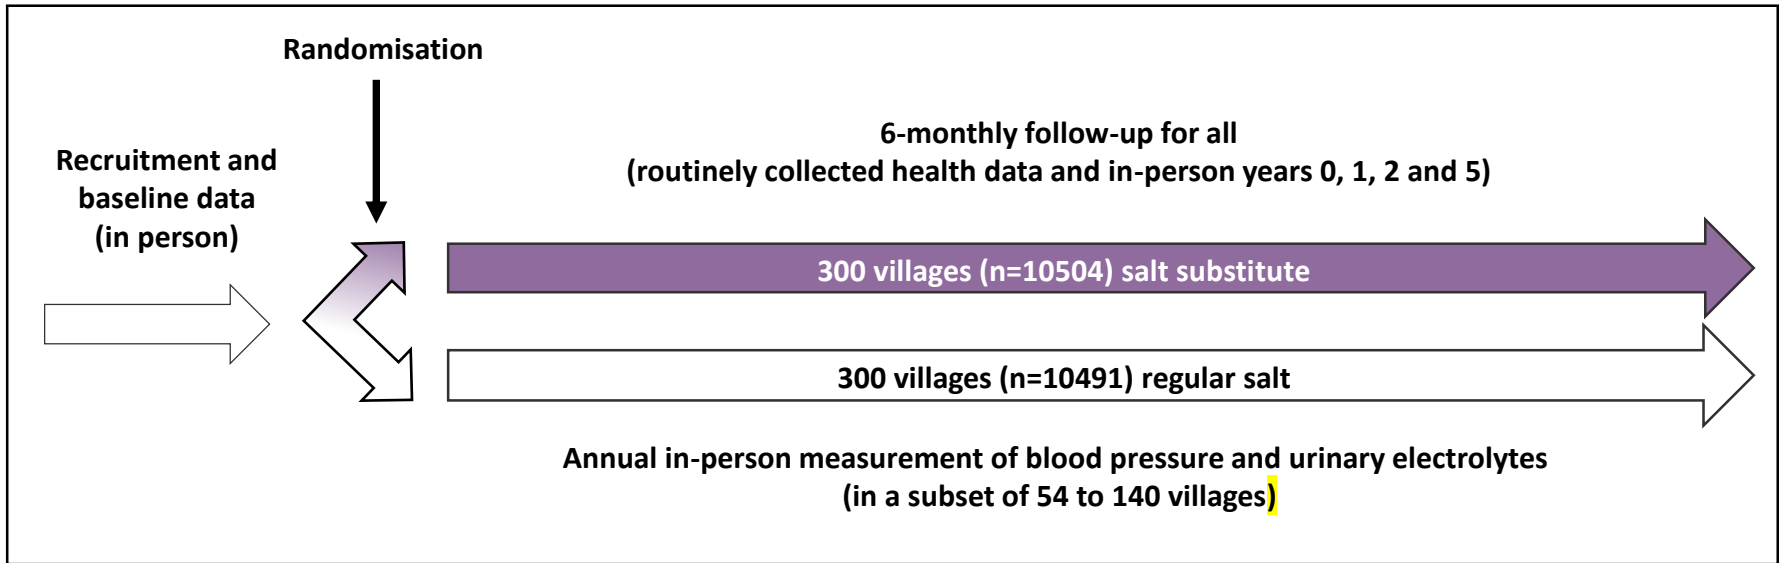 Randomisation
Recruitment and
baseline data
(in person)
6-monthly follow-up for all
(routinely collected health data and in-person years 0, 1, 2 and 5)
300 villages (n=10504) salt substitute
300 villages (n=10491) regular salt
Annual in-person measurement of blood pressure and urinary electrolytes
(in a subset of 54 to 140 villages)